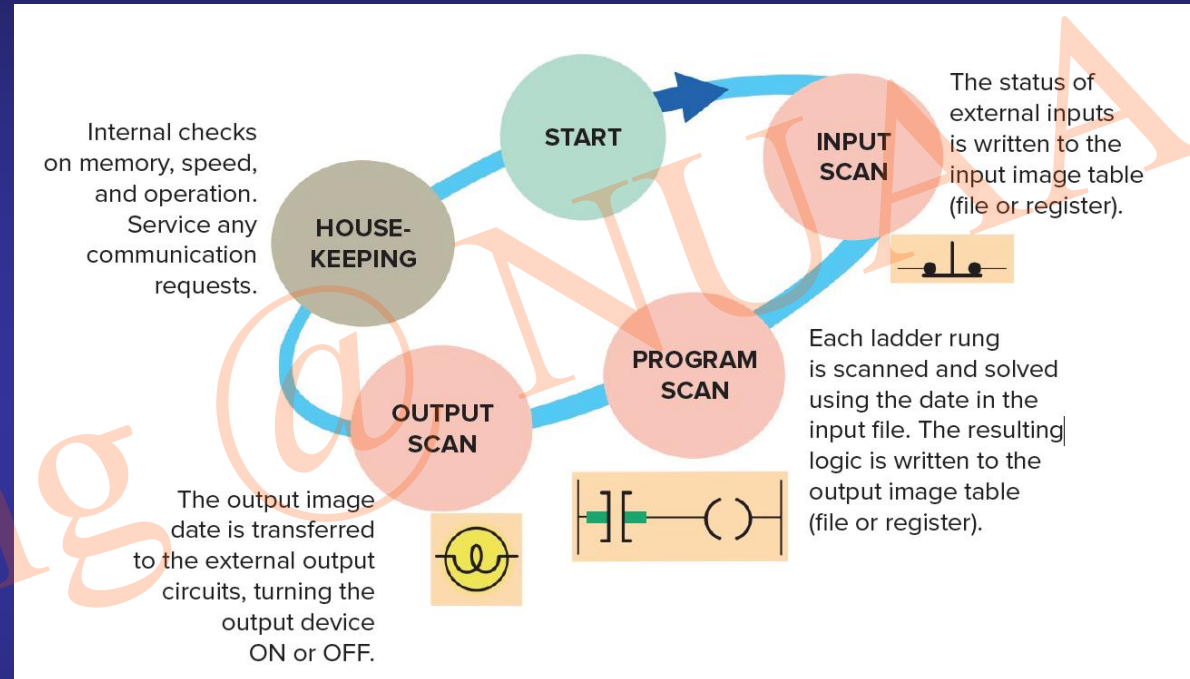 START
INPUT
SCAN
The status of
external inputs
is written to the
input image table
(file or register).
PROGRAM
SCAN
Each ladder rung
is scanned and solved
using the date in the
input file. The resulting
logic is written to the
output image table
(file or register).
OUTPUT
SCAN
The output image
date is transferred
to the external output
circuits, turning the
output device
ON or OFF.
HOUSE-
KEEPING
Internal checks
on memory, speed,
and operation.
Service any
communication
requests.
@NUAA